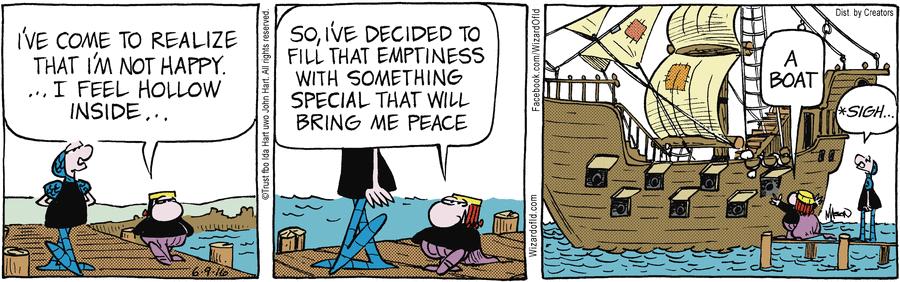 I'VE COME TO REALIZE
THAT I'M NOT HAPPY.
...I FEEL HOLLOW
INSIDE...
6-9-16
©Trust fbo Ida Hart uwo John Hart. All rights reserved.
SO, I'VE DECIDED TO
FILL THAT EMPTINESS
WITH SOMETHING
SPECIAL THAT WILL
BRING ME PEACE
Facebook.com/WizardOfId
WizardofId.com
Dist. by Creators
A
BOAT
*SIGH...
MASON